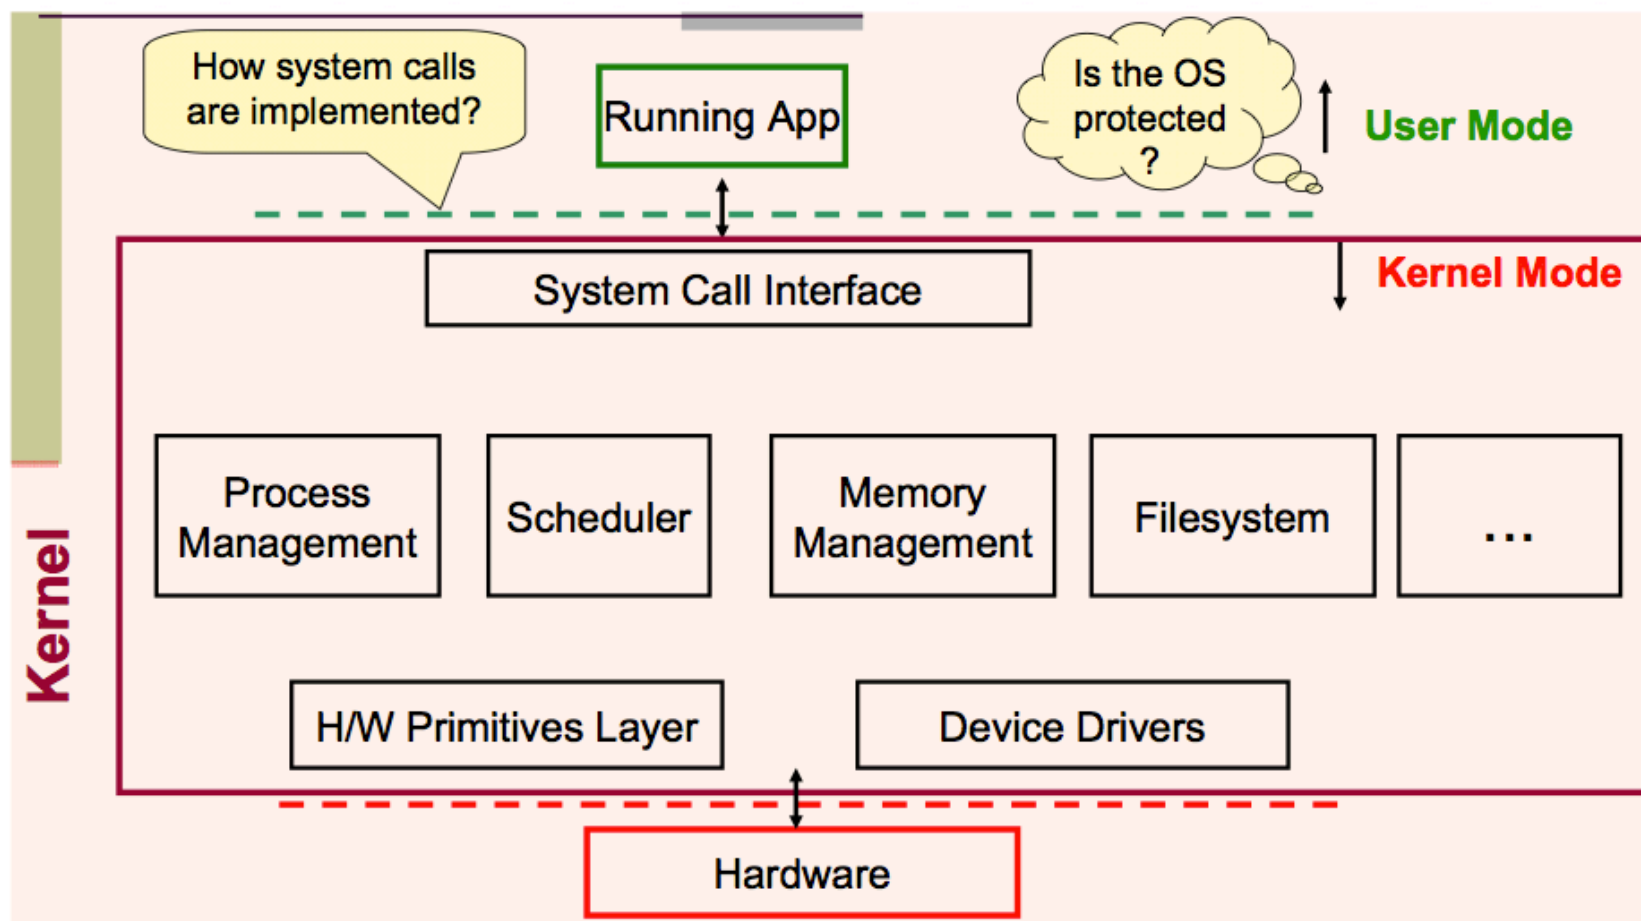 How system calls
are implemented?
Running App
Is the OS
protected
?
User Mode
System Call Interface
Kernel Mode
Process
Management
Scheduler
Memory
Management
Filesystem
...
Kernel
H/W Primitives Layer
Device Drivers
Hardware